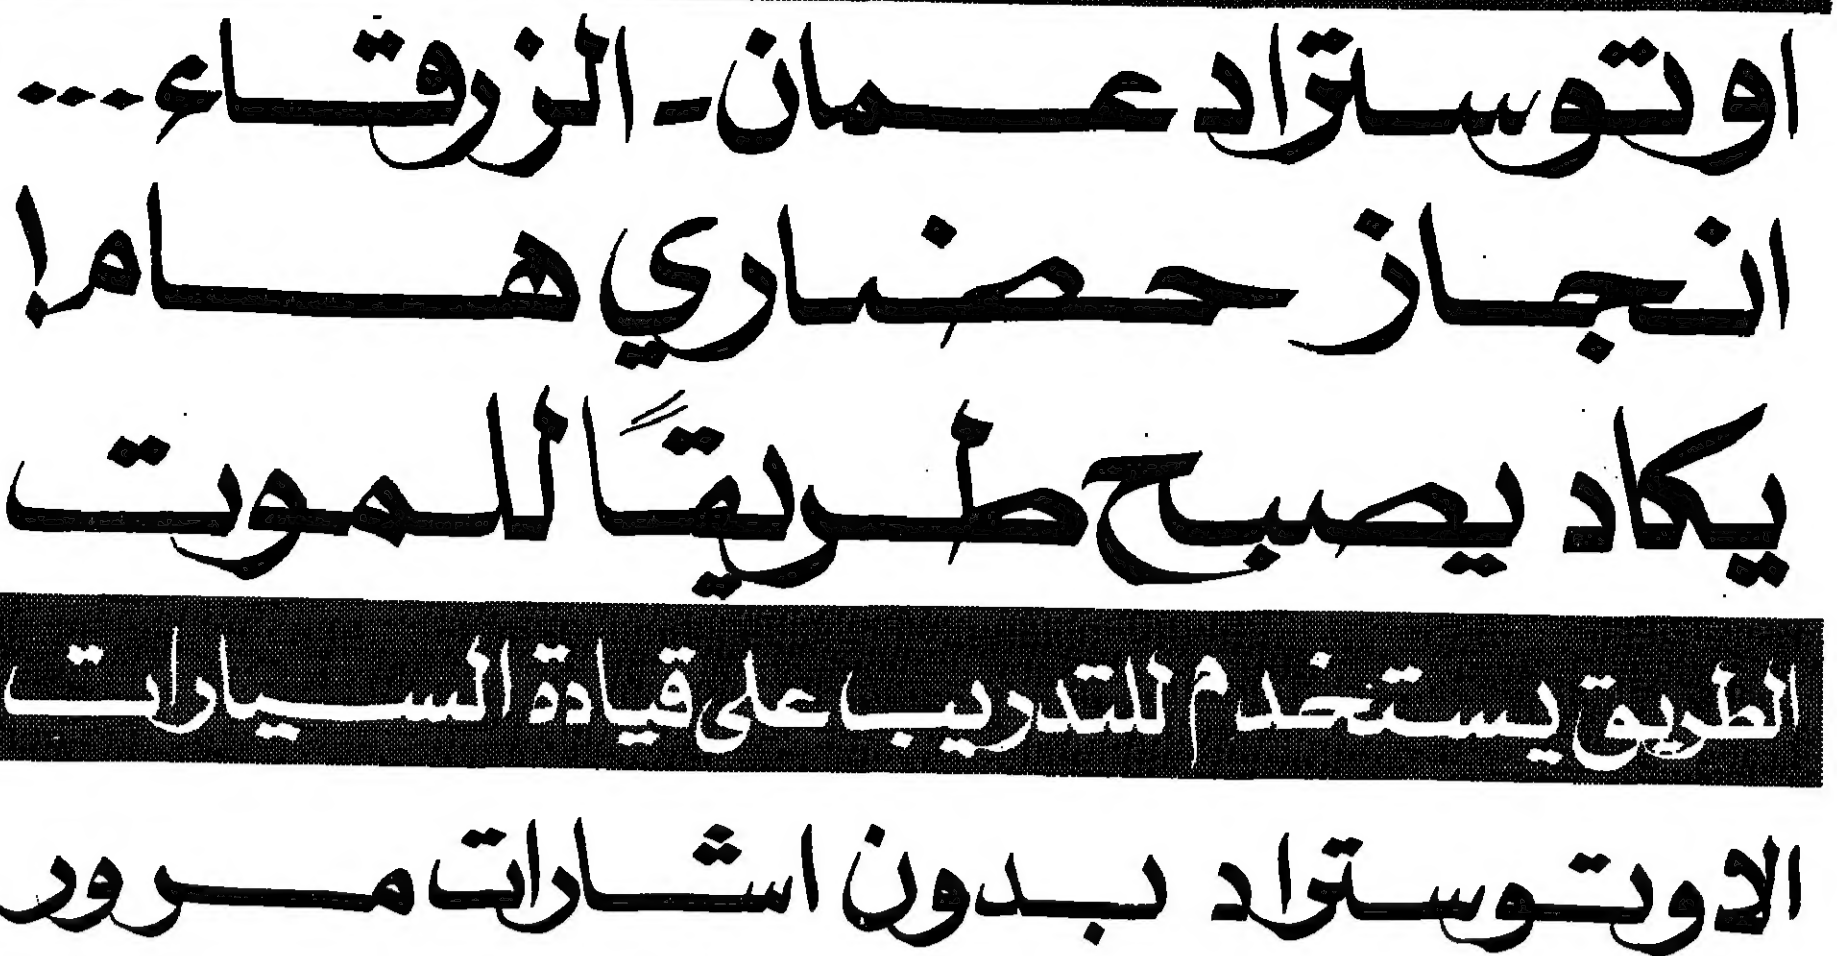 اوتوستراد عمان - الزرقاء ...
انجاز حضاري هام!
يكاد يصبح طريقًا للموت
الطريق يستخدم للتدريب على قيادة السيارات
الاوتوستراد بدون اشارات مرور